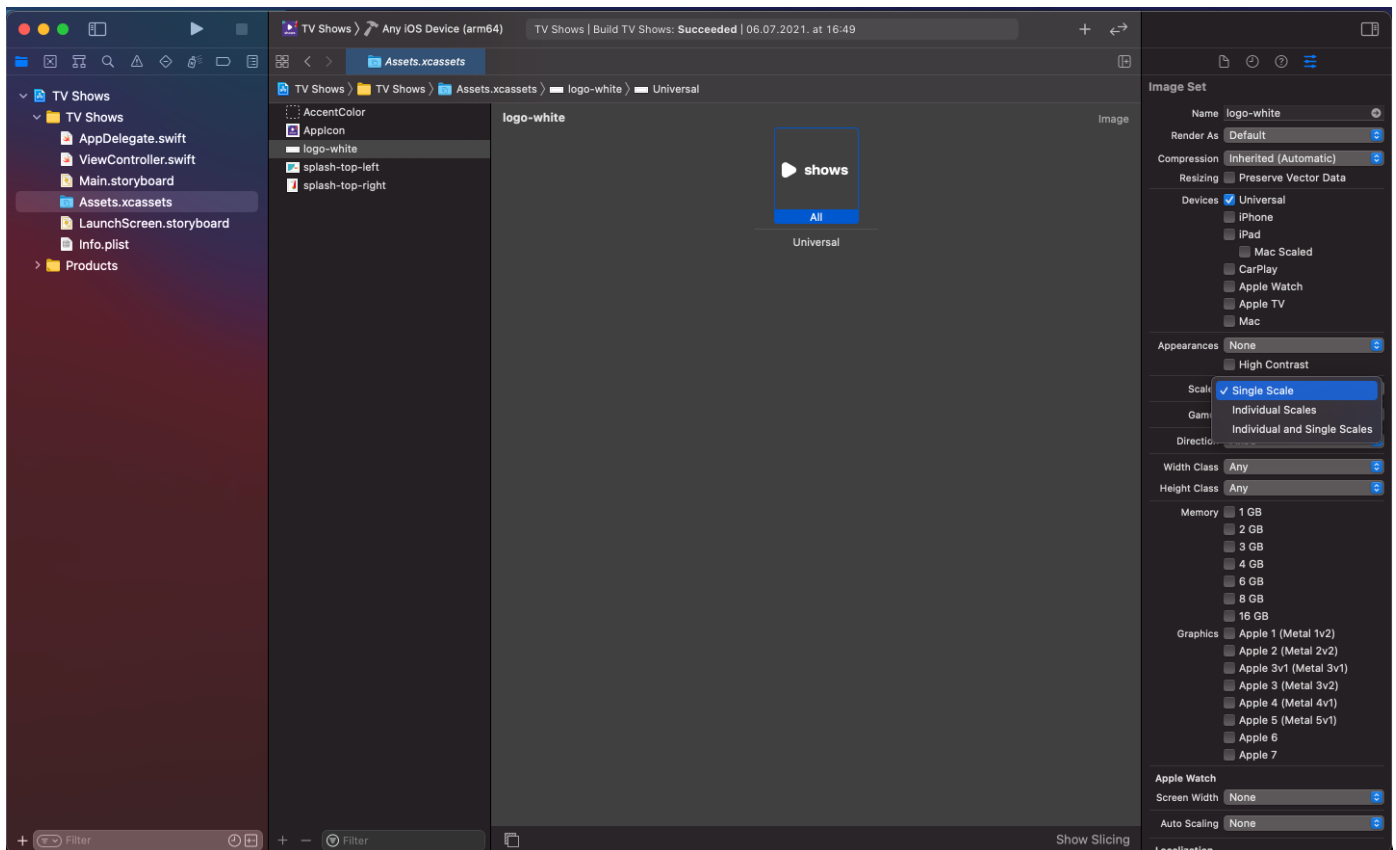 TV Shows 〉 Any iOS Device (arm64)
TV Shows | Build TV Shows: Succeeded | 06.07.2021. at 16:49
Assets.xcassets
TV Shows 〉 TV Shows 〉 Assets.xcassets 〉 logo-white 〉 Universal
TV Shows
TV Shows
AppDelegate.swift
ViewController.swift
Main.storyboard
Assets.xcassets
LaunchScreen.storyboard
Info.plist
Products
Filter
AccentColor
AppIcon
logo-white
splash-top-left
splash-top-right
Filter
logo-white
Image
shows
All
Universal
Show Slicing
Image Set
Name logo-white
Render As Default
Compression Inherited (Automatic)
Resizing Preserve Vector Data
Devices Universal
iPhone
iPad
Mac Scaled
CarPlay
Apple Watch
Apple TV
Mac
Appearances None
High Contrast
Scale ✓ Single Scale
Individual Scales
Individual and Single Scales
Width Class Any
Height Class Any
Memory 1 GB
2 GB
3 GB
4 GB
6 GB
8 GB
16 GB
Graphics Apple 1 (Metal 1v2)
Apple 2 (Metal 2v2)
Apple 3v1 (Metal 3v1)
Apple 3 (Metal 3v2)
Apple 4 (Metal 4v1)
Apple 5 (Metal 5v1)
Apple 6
Apple 7
Apple Watch
Screen Width None
Auto Scaling None